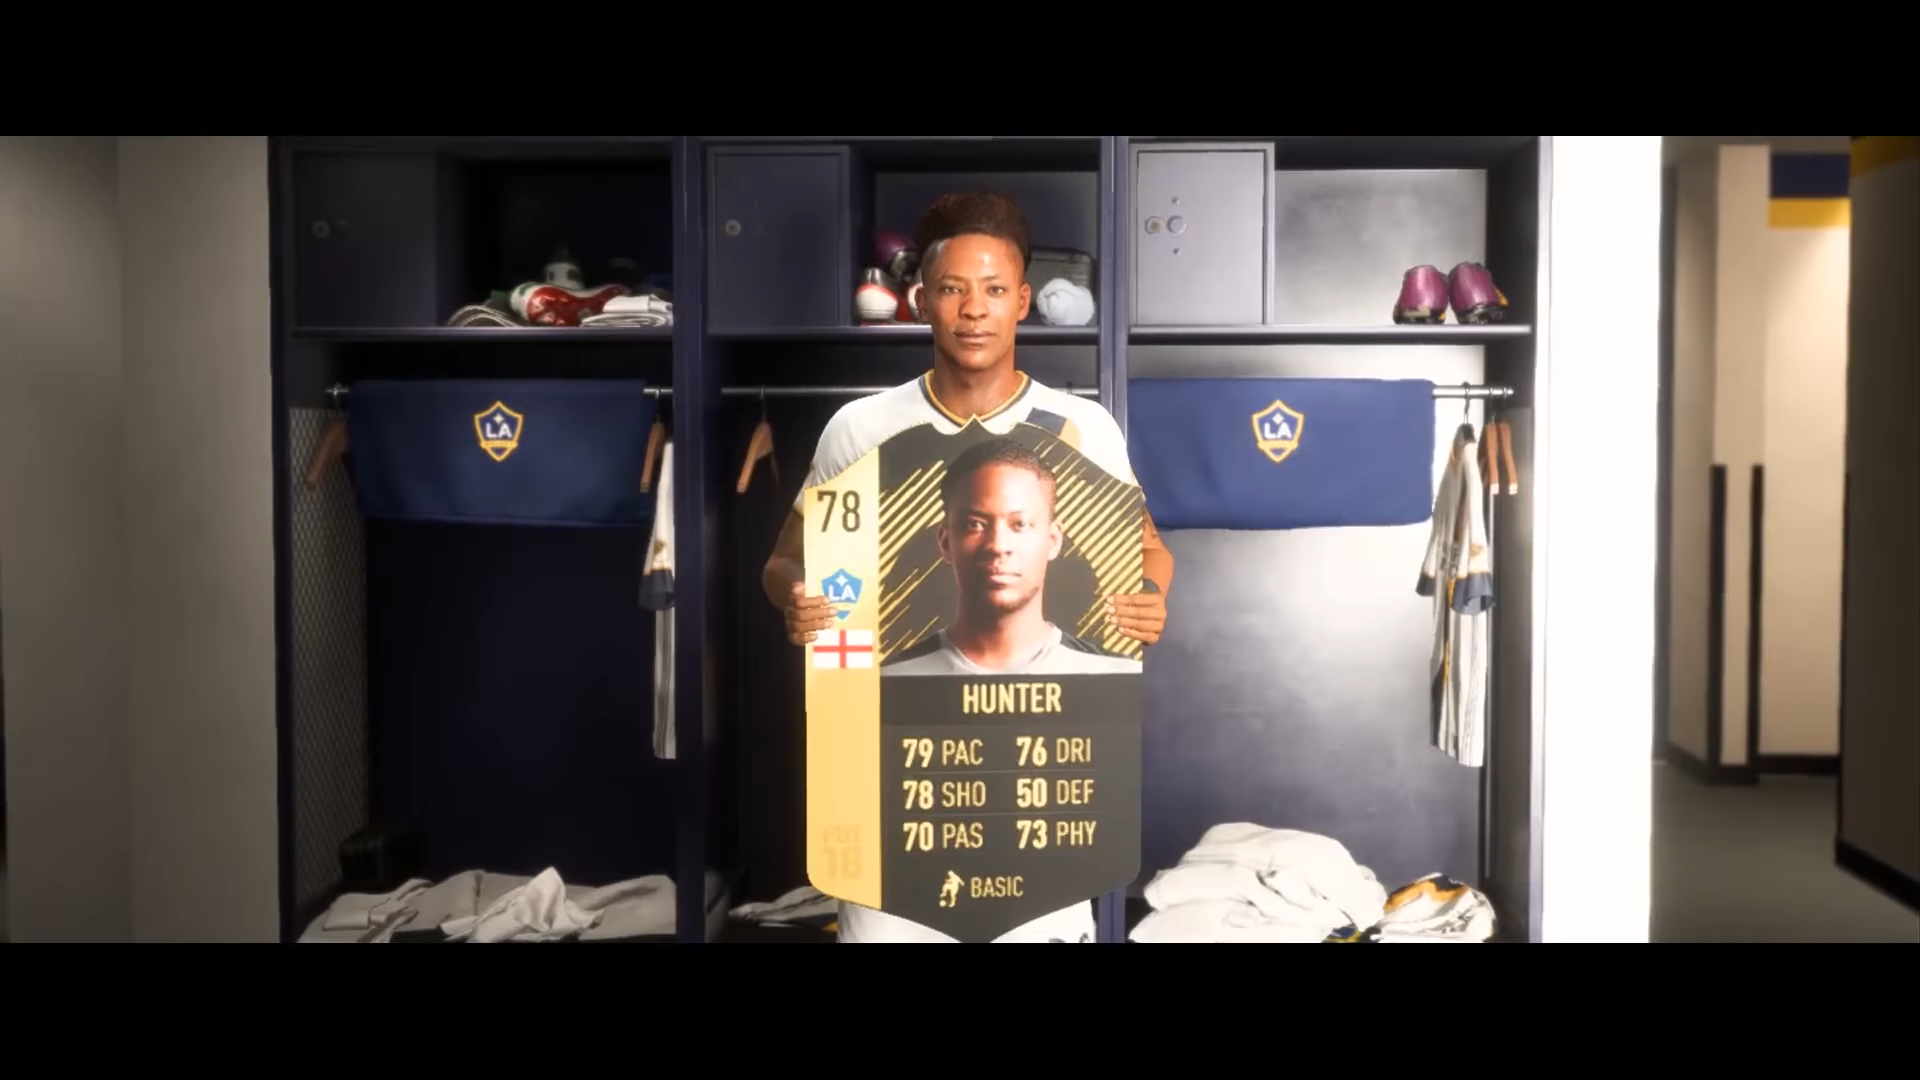 LA
LA
78
LA
HUNTER
79 PAC 76 DRI
78 SHO 50 DEF
70 PAS 73 PHY
FUT
18
BASIC